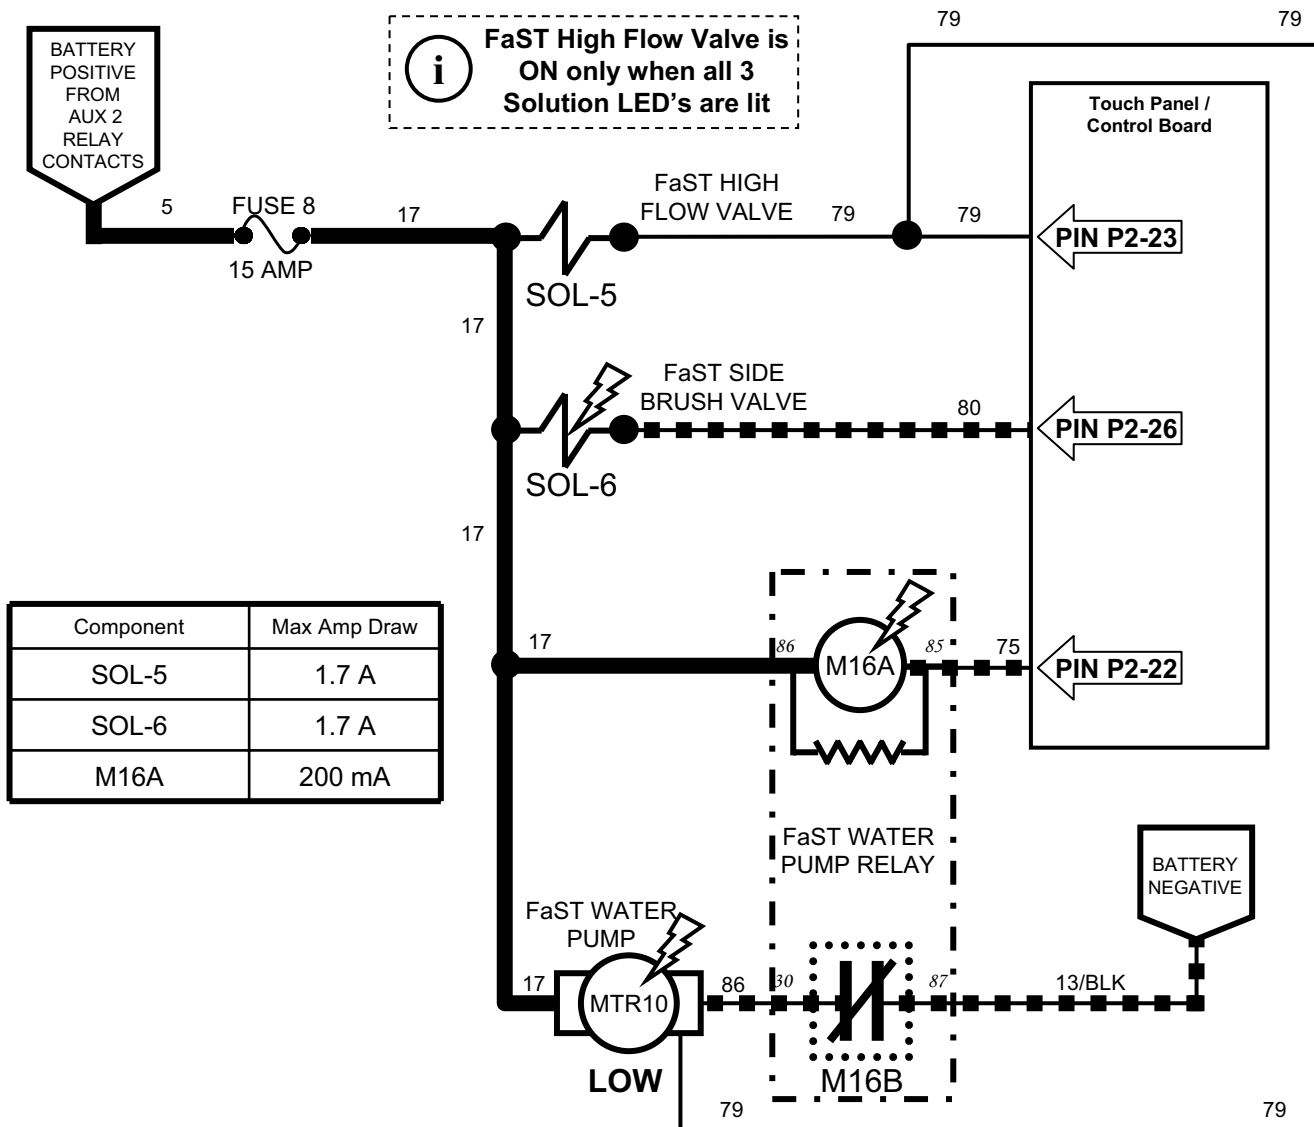 79
79
BATTERY
POSITIVE
FROM
AUX 2
RELAY
CONTACTS
i
FaST High Flow Valve is
ON only when all 3
Solution LED's are lit
Touch Panel /
Control Board
5
FUSE 8
15 AMP
17
FaST HIGH
FLOW VALVE
79
79
PIN P2-23
SOL-5
17
FaST SIDE
BRUSH VALVE
80
PIN P2-26
SOL-6
17
Component
Max Amp Draw
SOL-5
1.7 A
SOL-6
1.7 A
M16A
200 mA
17
86
M16A
85
75
PIN P2-22
FaST WATER
PUMP RELAY
BATTERY
NEGATIVE
FaST WATER
PUMP
17
MTR10
86
30
87
13/BLK
LOW
M16B
79
79